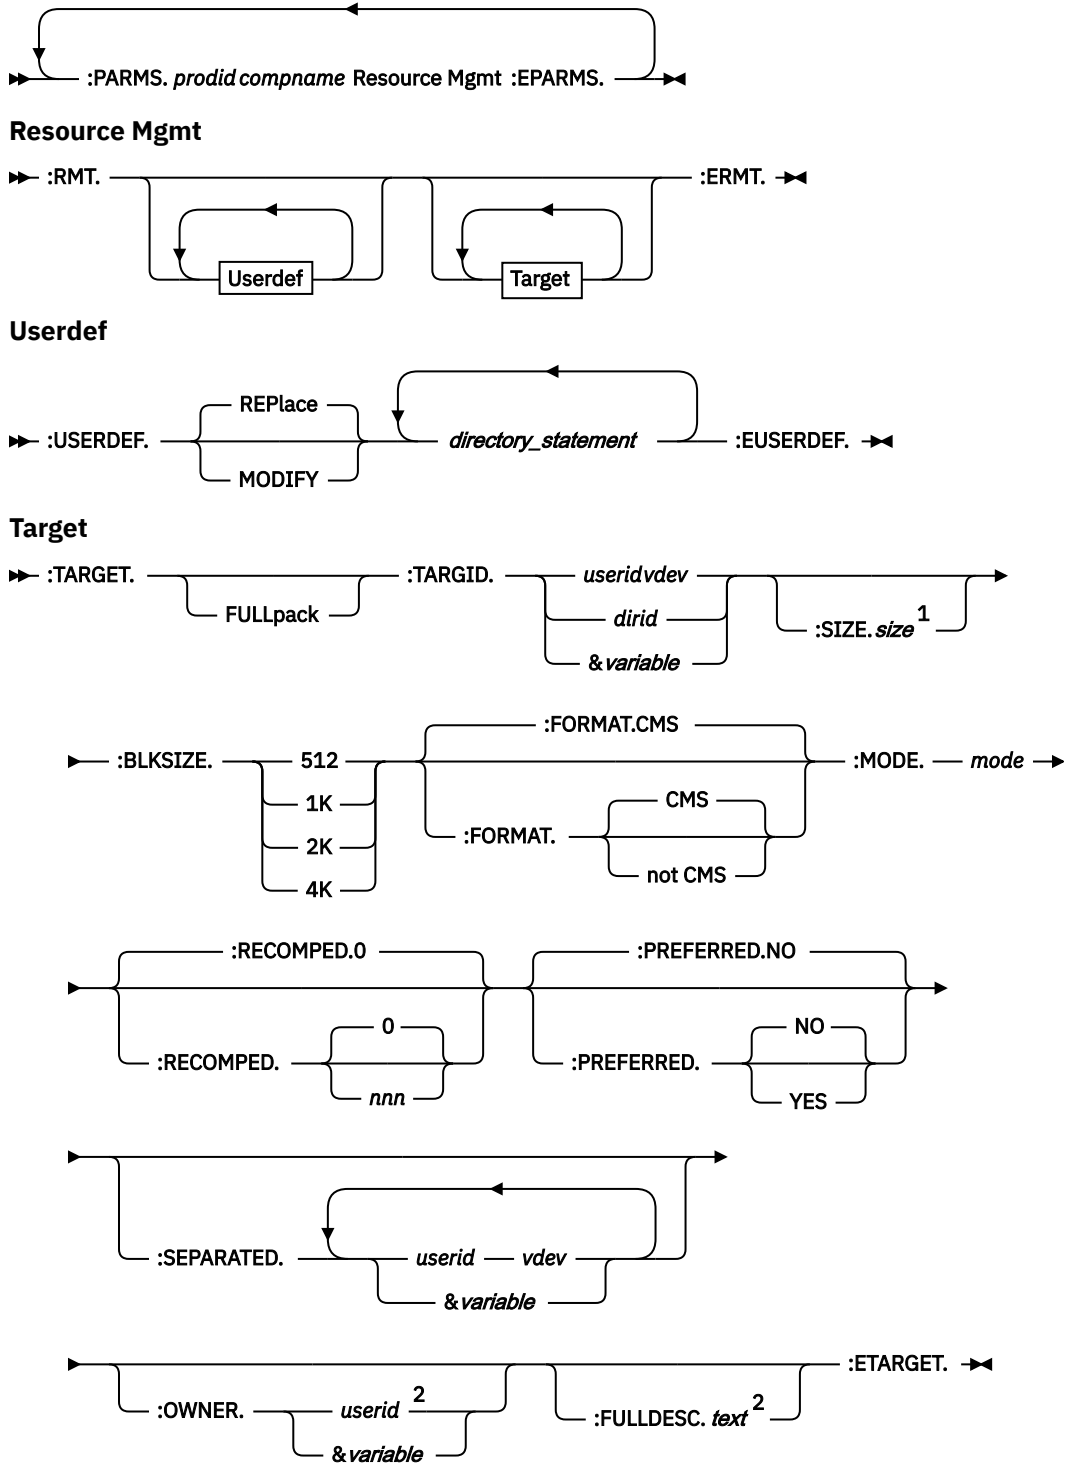 :PARMS. prodid compname Resource Mgmt :EPARMS.
Resource Mgmt
:RMT. :ERMT.
Userdef Target
Userdef
REPlace
:USERDEF. directory_statement :EUSERDEF.
MODIFY
Target
:TARGET. :TARGID. userid vdev
FULLpack dirid :SIZE. size 1
&variable
:FORMAT.CMS
:BLKSIZE. 512 :MODE. mode
1K CMS
2K :FORMAT.
4K not CMS
:RECOMPED.0 :PREFERRED.NO
0 NO
:RECOMPED. :PREFERRED.
nnn YES
:SEPARATED. userid vdev
&variable
:ETARGET.
:OWNER. userid 2 :FULLDESC. text 2
&variable